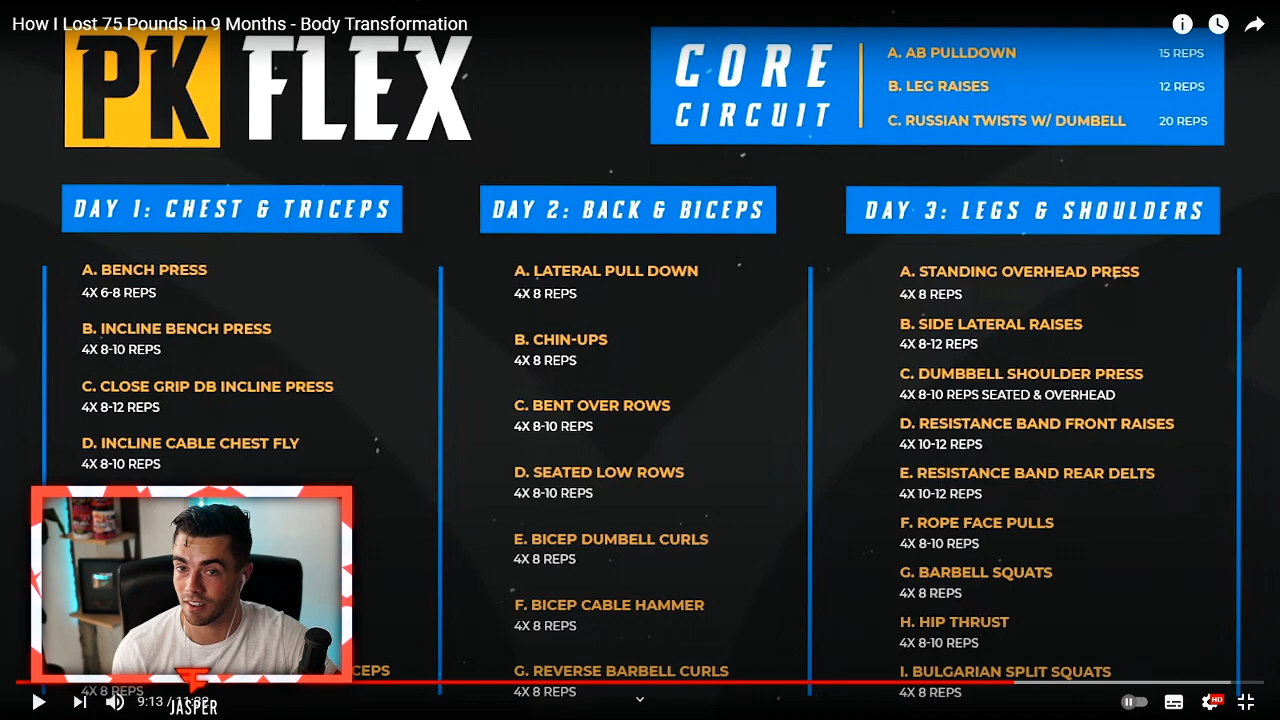 How I Lost 75 Pounds in 9 Months - Body Transformation
PK FLEX
CORE
CIRCUIT
A. AB PULLDOWN 15 REPS
B. LEG RAISES 12 REPS
C. RUSSIAN TWISTS W/ DUMBELL 20 REPS
DAY 1: CHEST & TRICEPS
A. BENCH PRESS
4X 6-8 REPS
B. INCLINE BENCH PRESS
4X 8-10 REPS
C. CLOSE GRIP DB INCLINE PRESS
4X 8-12 REPS
D. INCLINE CABLE CHEST FLY
4X 8-10 REPS
CEPS
4X 8 REPS
DAY 2: BACK & BICEPS
A. LATERAL PULL DOWN
4X 8 REPS
B. CHIN-UPS
4X 8 REPS
C. BENT OVER ROWS
4X 8-10 REPS
D. SEATED LOW ROWS
4X 8-10 REPS
E. BICEP DUMBELL CURLS
4X 8 REPS
F. BICEP CABLE HAMMER
4X 8 REPS
G. REVERSE BARBELL CURLS
4X 8 REPS
DAY 3: LEGS & SHOULDERS
A. STANDING OVERHEAD PRESS
4X 8 REPS
B. SIDE LATERAL RAISES
4X 8-12 REPS
C. DUMBBELL SHOULDER PRESS
4X 8-10 REPS SEATED & OVERHEAD
D. RESISTANCE BAND FRONT RAISES
4X 10-12 REPS
E. RESISTANCE BAND REAR DELTS
4X 10-12 REPS
F. ROPE FACE PULLS
4X 8-10 REPS
G. BARBELL SQUATS
4X 8 REPS
H. HIP THRUST
4X 8-10 REPS
I. BULGARIAN SPLIT SQUATS
4X 8 REPS
9:13 /
JASPER
HD